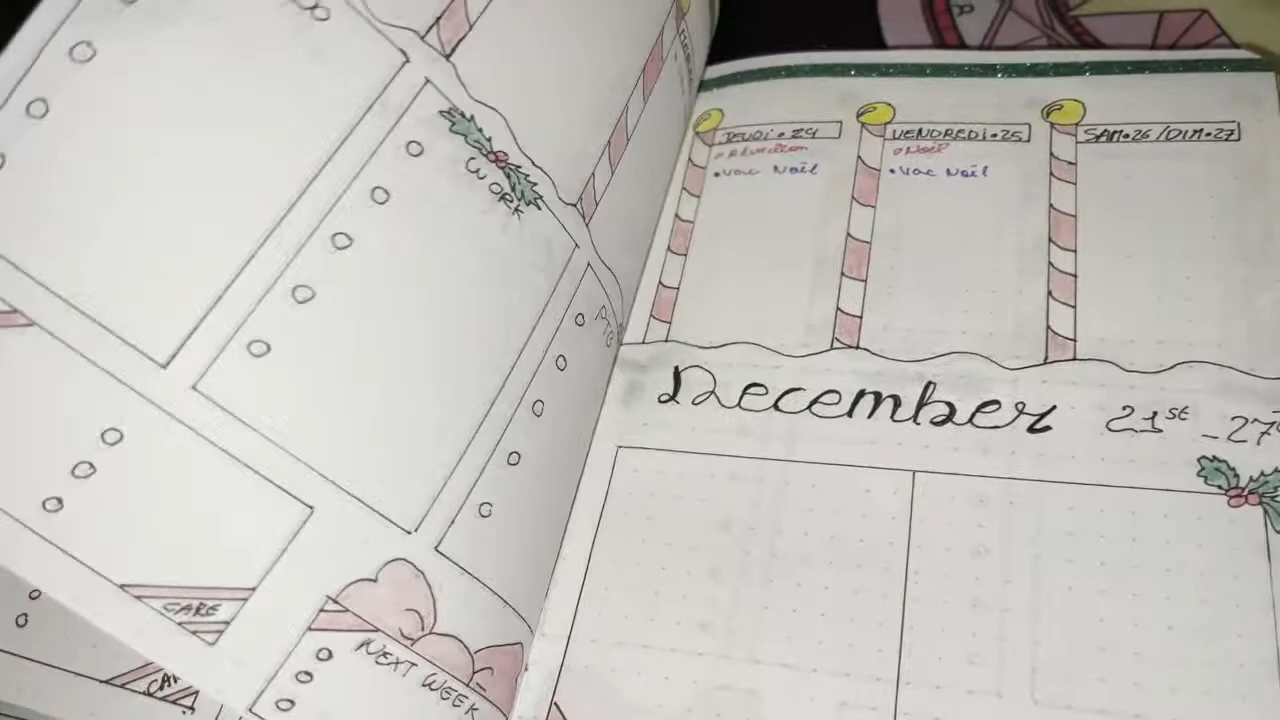 WORK
CARE
NEXT WEEK
JEUDI • 24
• Réveillon
• Vac Noël
VENDREDI • 25
• Noël
• Vac Noël
SAM • 26 / DIM • 27
December 21st - 27